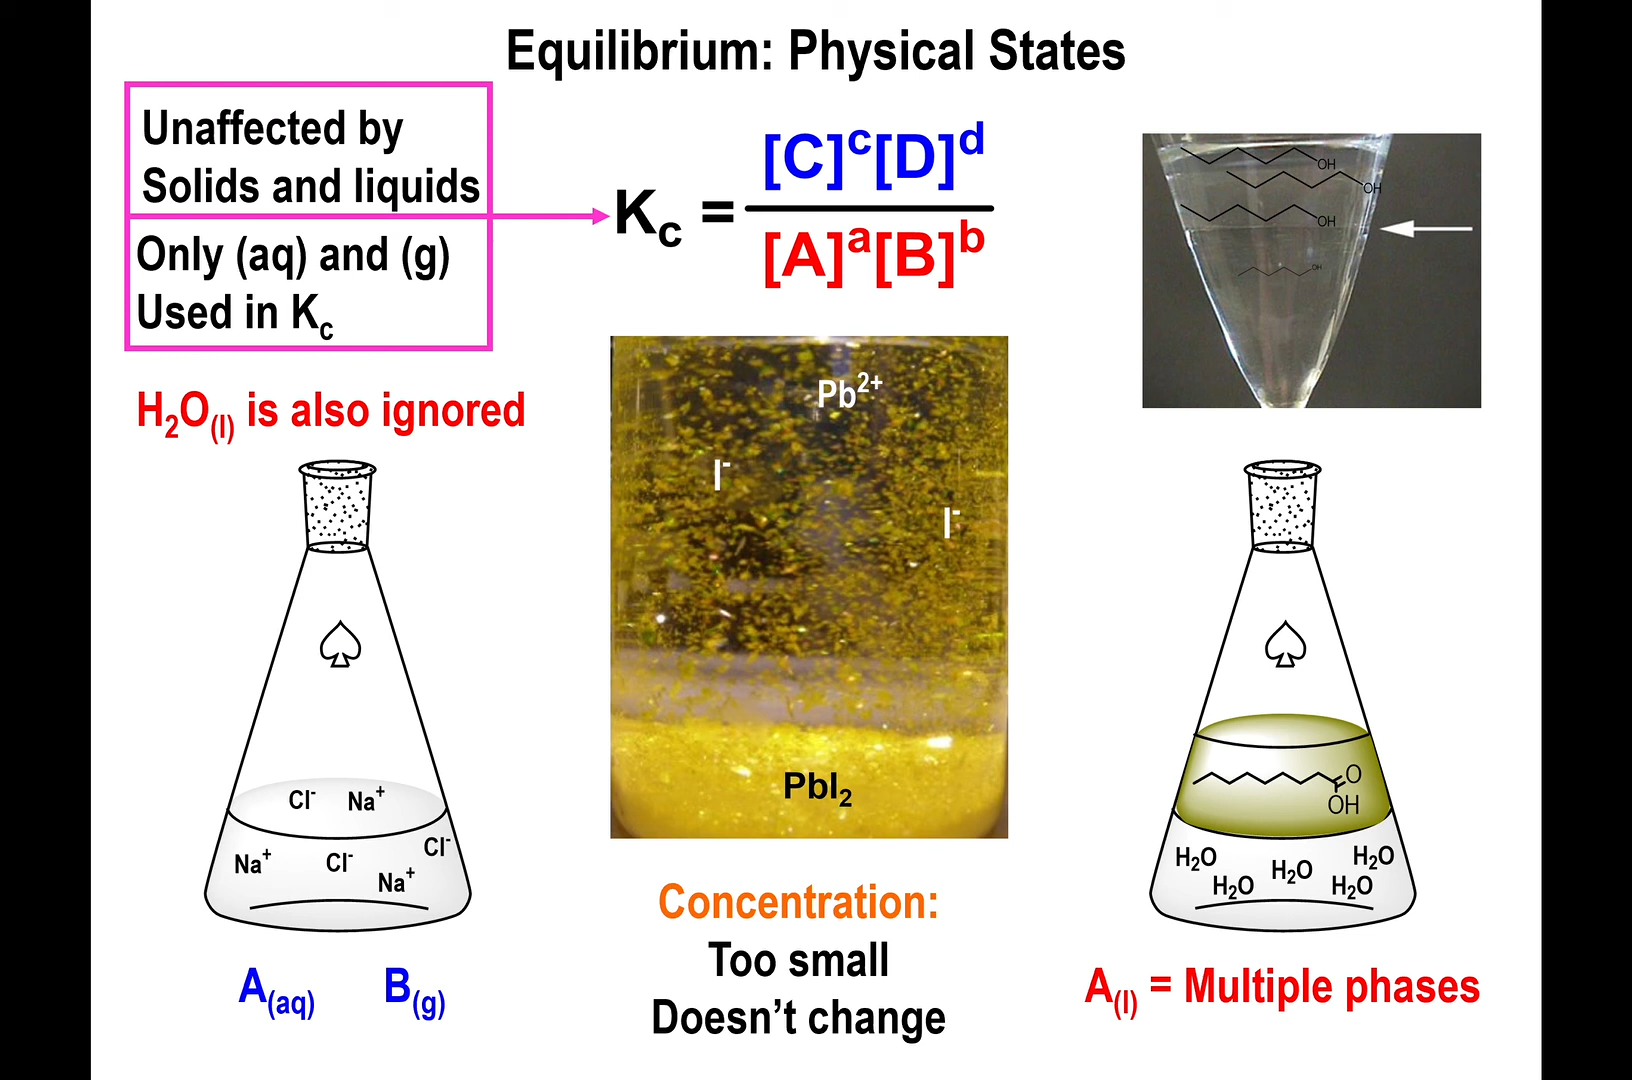 Equilibrium: Physical States
Unaffected by
Solids and liquids
Only (aq) and (g)
Used in Kc
Kc = [C]ᶜ[D]ᵈ
[A]ᵃ[B]ᵇ
OH
OH
OH
OH
H₂O(l) is also ignored
Pb²⁺
I⁻
I⁻
PbI₂
Cl⁻ Na⁺
Na⁺ Cl⁻ Cl⁻
Na⁺
O
OH
H₂O H₂O H₂O
H₂O H₂O
Concentration:
Too small
Doesn't change
A(aq) B(g)
A(l) = Multiple phases